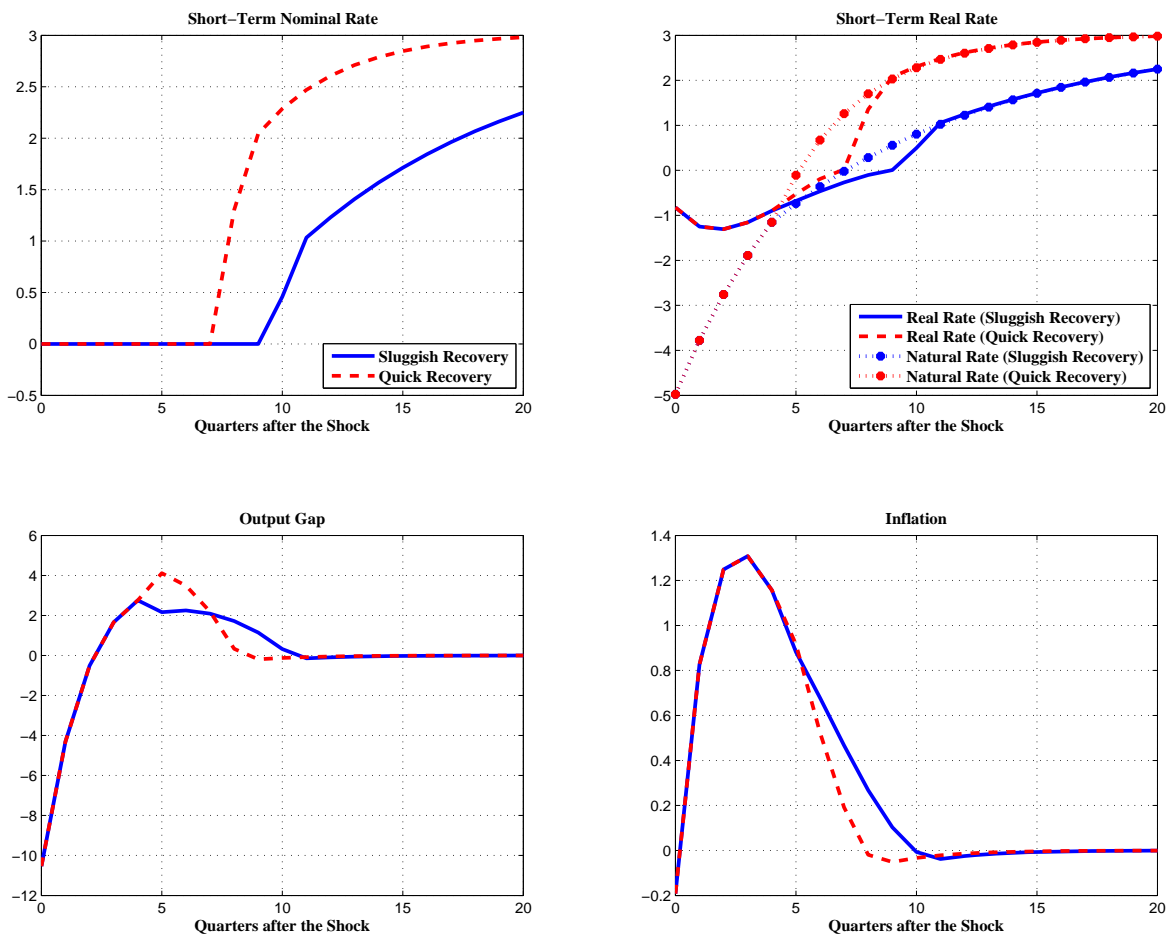 Short−Term Nominal Rate
3
2.5
2
1.5
1
0.5
0
−0.5
0 5 10 15 20
Quarters after the Shock
Sluggish Recovery
Quick Recovery
Short−Term Real Rate
3
2
1
0
−1
−2
−3
−4
−5
0 5 10 15 20
Quarters after the Shock
Real Rate (Sluggish Recovery)
Real Rate (Quick Recovery)
Natural Rate (Sluggish Recovery)
Natural Rate (Quick Recovery)
Output Gap
6
4
2
0
−2
−4
−6
−8
−10
−12
0 5 10 15 20
Quarters after the Shock
Inflation
1.4
1.2
1
0.8
0.6
0.4
0.2
0
−0.2
0 5 10 15 20
Quarters after the Shock